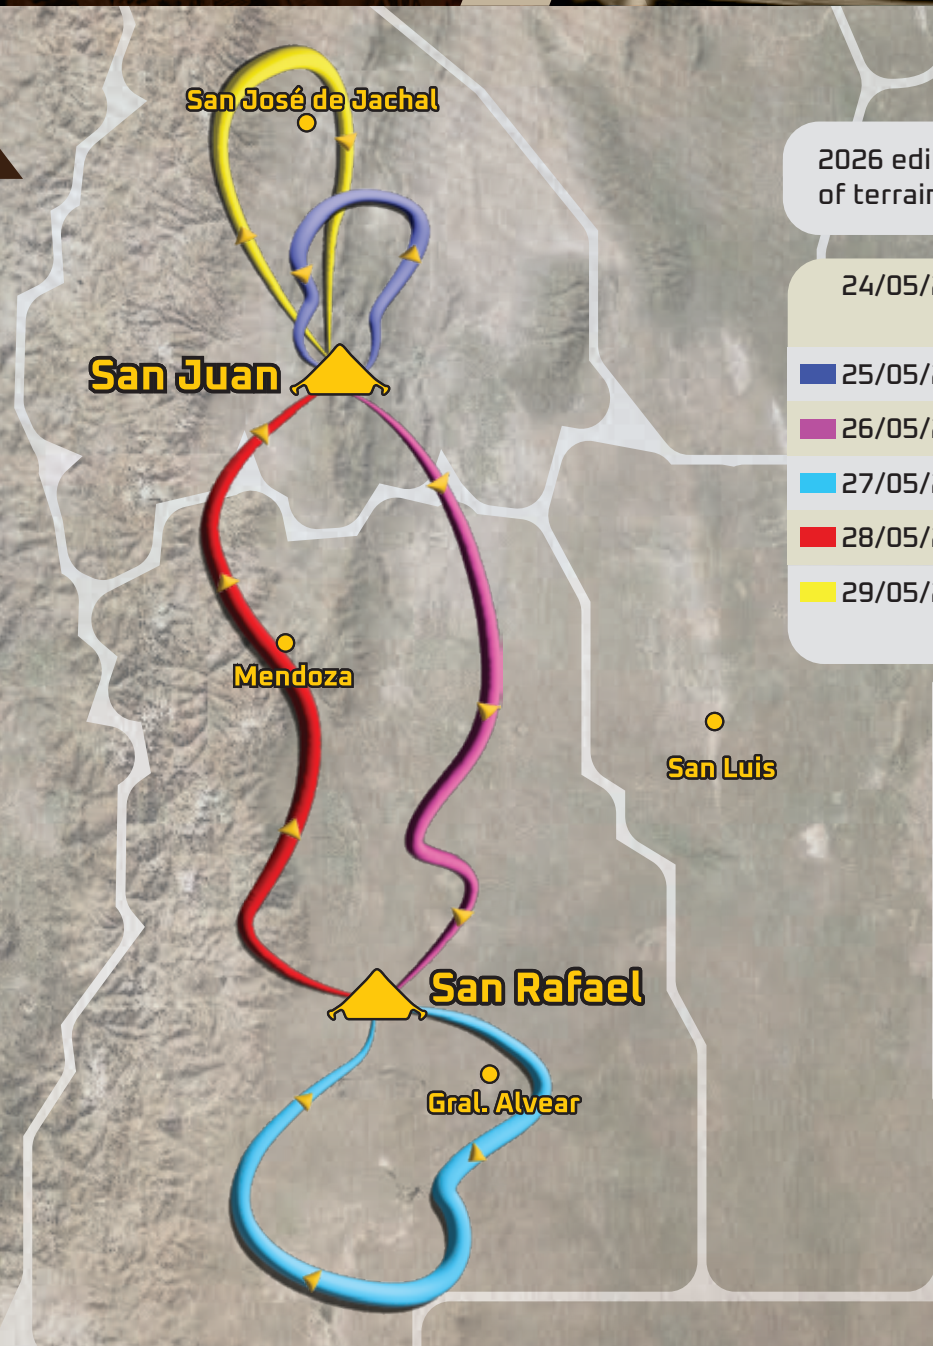 San José de Jachal
2026 edi
of terrain
24/05/
San Juan
25/05/
26/05/
27/05/
28/05/
29/05/
Mendoza
San Luis
San Rafael
Gral. Alvear